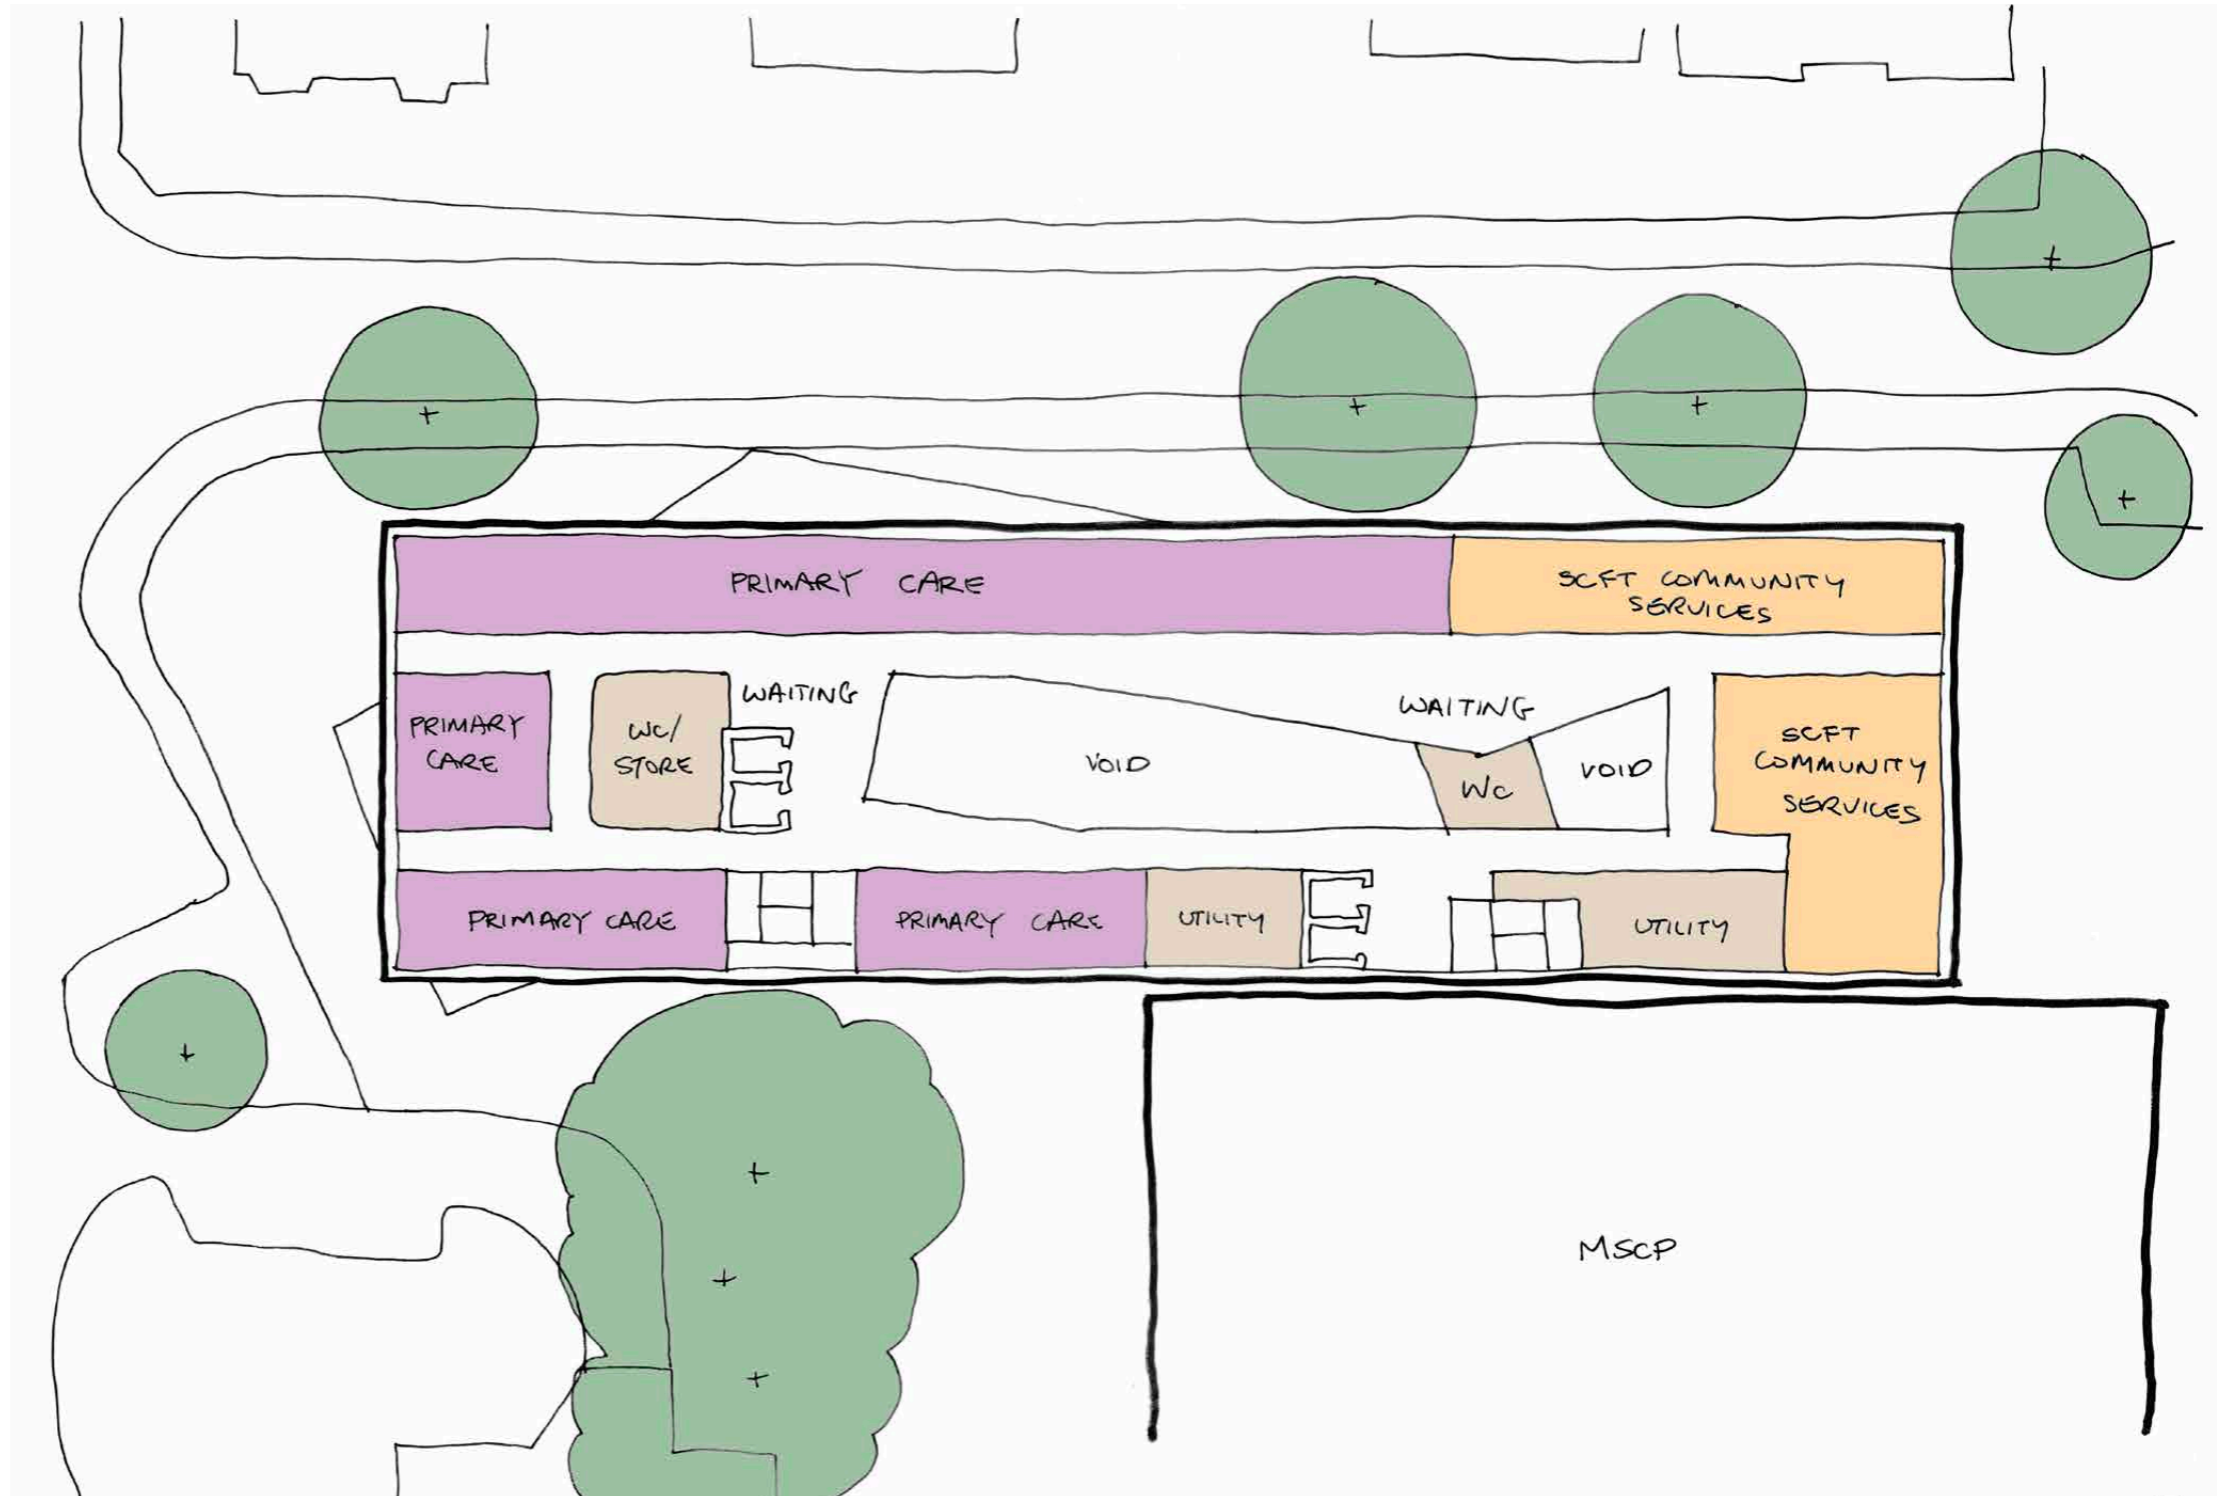 PRIMARY CARE
SCFT COMMUNITY
SERVICES
PRIMARY
CARE
WC/
STORE
WAITING
VOID
WAITING
WC
VOID
SCFT
COMMUNITY
SERVICES
PRIMARY CARE
PRIMARY CARE
UTILITY
UTILITY
MSCP